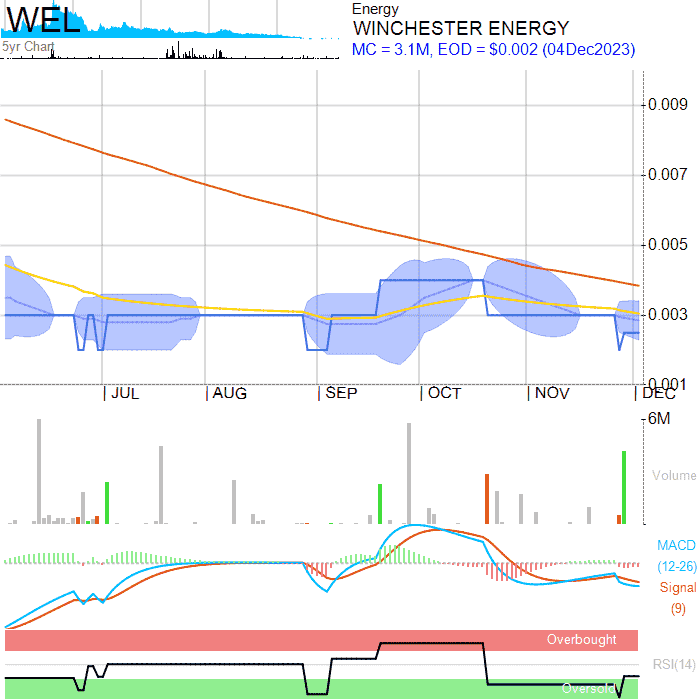 WEL
5yr Chart
Energy
WINCHESTER ENERGY
MC = 3.1M, EOD = $0.002 (04Dec2023)
0.009
0.007
0.005
0.003
0.001
JUL
AUG
SEP
OCT
NOV
DEC
6M
Volume
MACD
(12-26)
Signal
(9)
Overbought
RSI(14)
Oversold